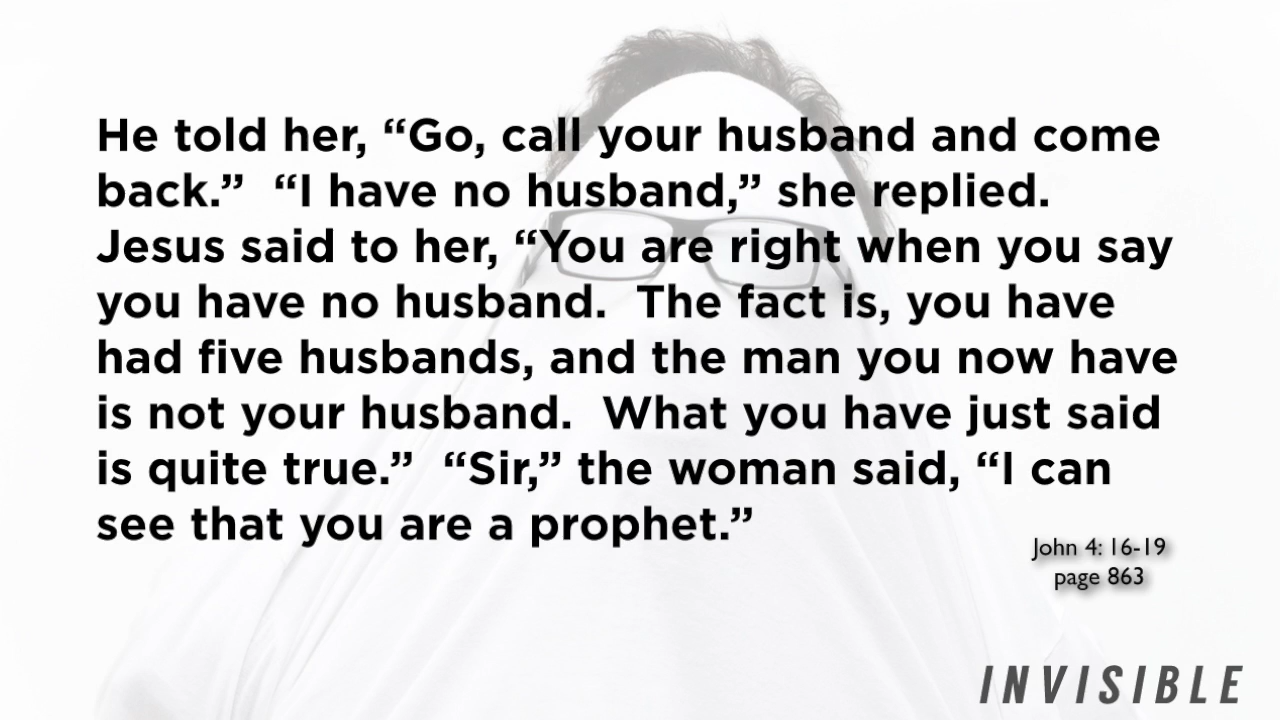 He told her, “Go, call your husband and come
back.”  “I have no husband,” she replied.
Jesus said to her, “You are right when you say
you have no husband.  The fact is, you have
had five husbands, and the man you now have
is not your husband.  What you have just said
is quite true.”  “Sir,” the woman said, “I can
see that you are a prophet.”
John 4: 16-19
page 863
INVISIBLE